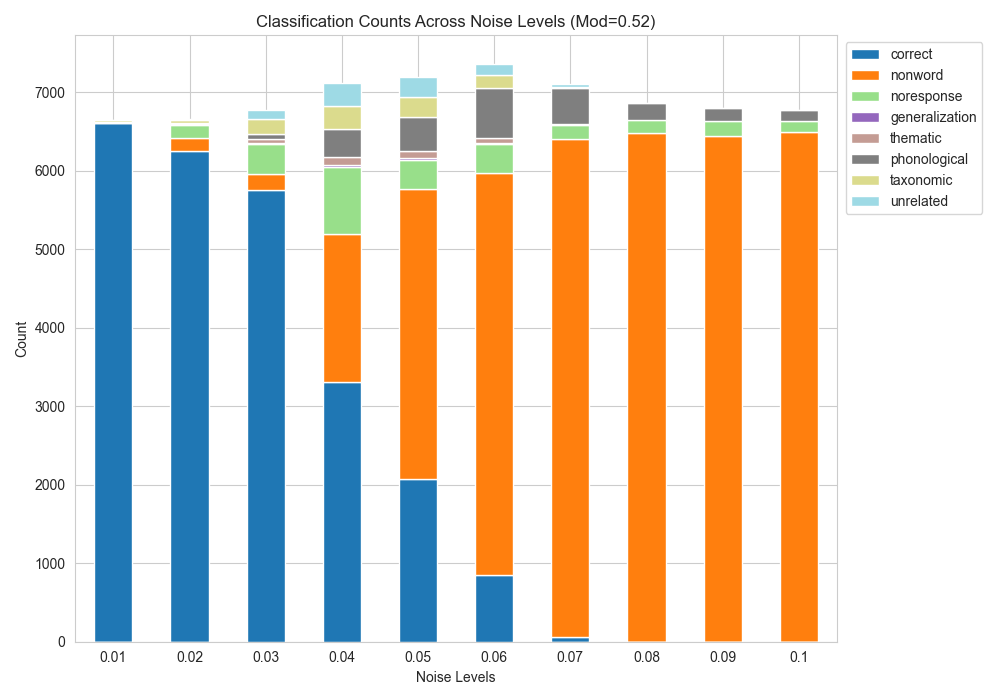 Classification Counts Across Noise Levels (Mod=0.52)
correct
nonword
noresponse
generalization
thematic
phonological
taxonomic
unrelated
Count
7000
6000
5000
4000
3000
2000
1000
0
0.01 0.02 0.03 0.04 0.05 0.06 0.07 0.08 0.09 0.1
Noise Levels